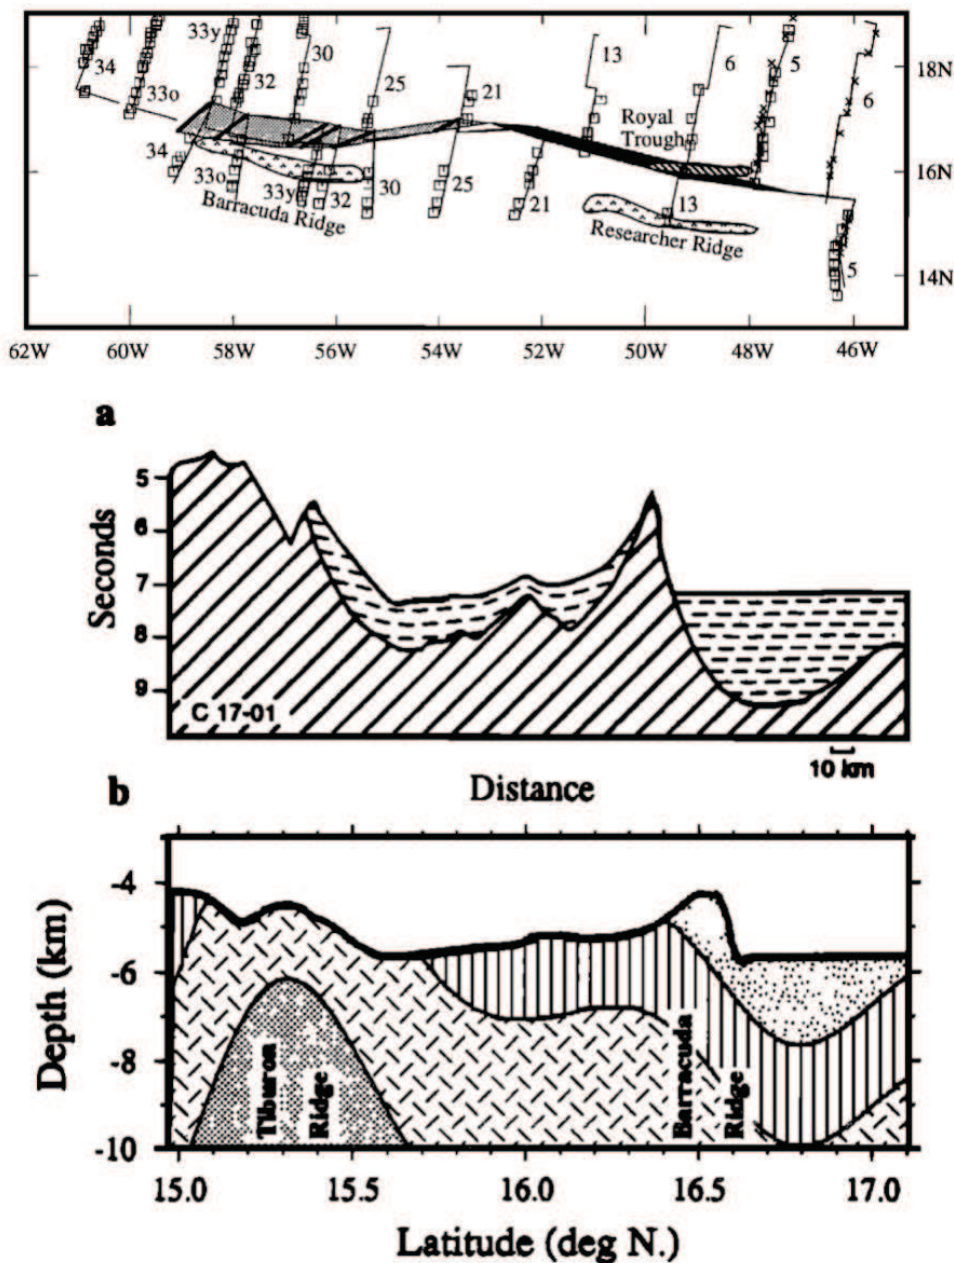 33y 30 13 6
34 32 25 5 18N
33o 21 6
Royal
Trough
34 16N
33o 33y 32 30 25 21 13
Barracuda Ridge Researcher Ridge
5 14N
62W 60W 58W 56W 54W 52W 50W 48W 46W
a
5
6
7
8
9
Seconds
C 17-01
10 km
Distance
b
-4
-6
-8
-10
Depth (km)
Tiburon
Ridge
Barracuda
Ridge
15.0 15.5 16.0 16.5 17.0
Latitude (deg N.)